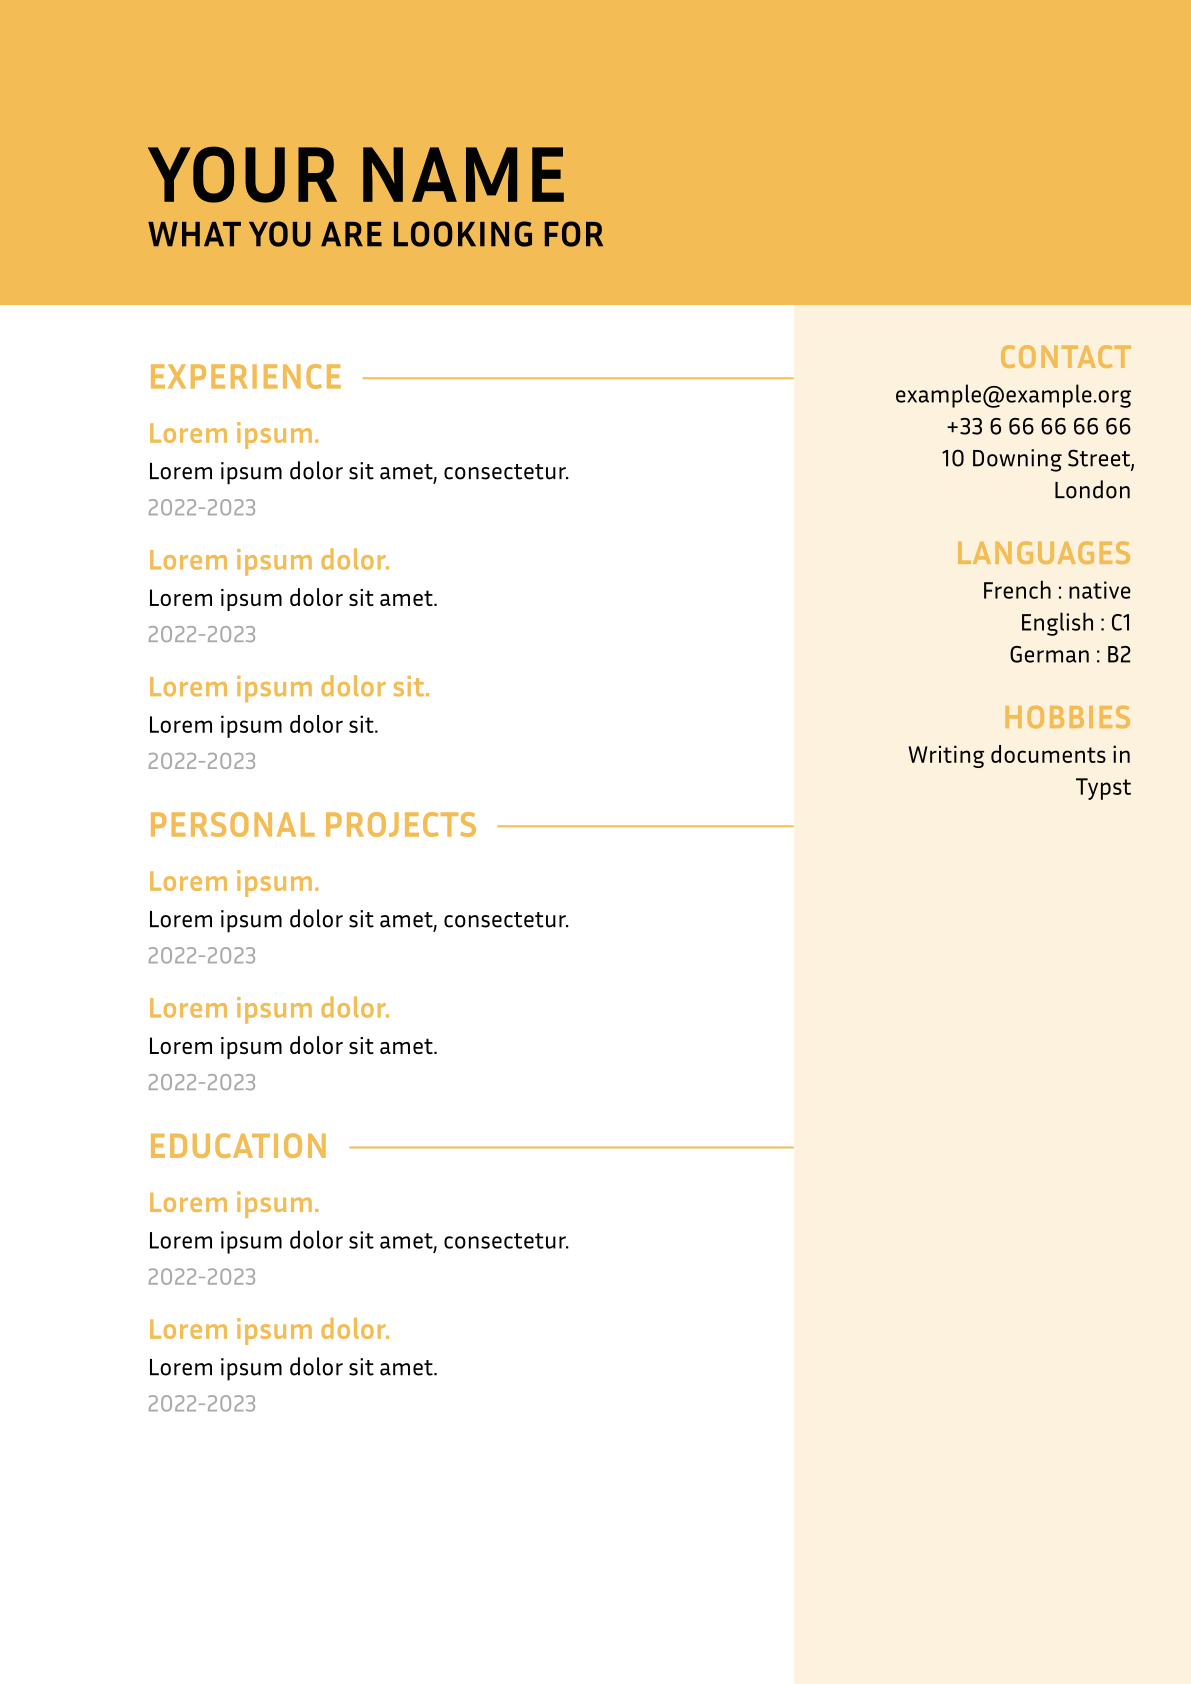 YOUR NAME
WHAT YOU ARE LOOKING FOR
EXPERIENCE
Lorem ipsum.
Lorem ipsum dolor sit amet, consectetur.
2022-2023
Lorem ipsum dolor.
Lorem ipsum dolor sit amet.
2022-2023
Lorem ipsum dolor sit.
Lorem ipsum dolor sit.
2022-2023
PERSONAL PROJECTS
Lorem ipsum.
Lorem ipsum dolor sit amet, consectetur.
2022-2023
Lorem ipsum dolor.
Lorem ipsum dolor sit amet.
2022-2023
EDUCATION
Lorem ipsum.
Lorem ipsum dolor sit amet, consectetur.
2022-2023
Lorem ipsum dolor.
Lorem ipsum dolor sit amet.
2022-2023
CONTACT
example@example.org
+33 6 66 66 66 66
10 Downing Street,
London
LANGUAGES
French : native
English : C1
German : B2
HOBBIES
Writing documents in
Typst